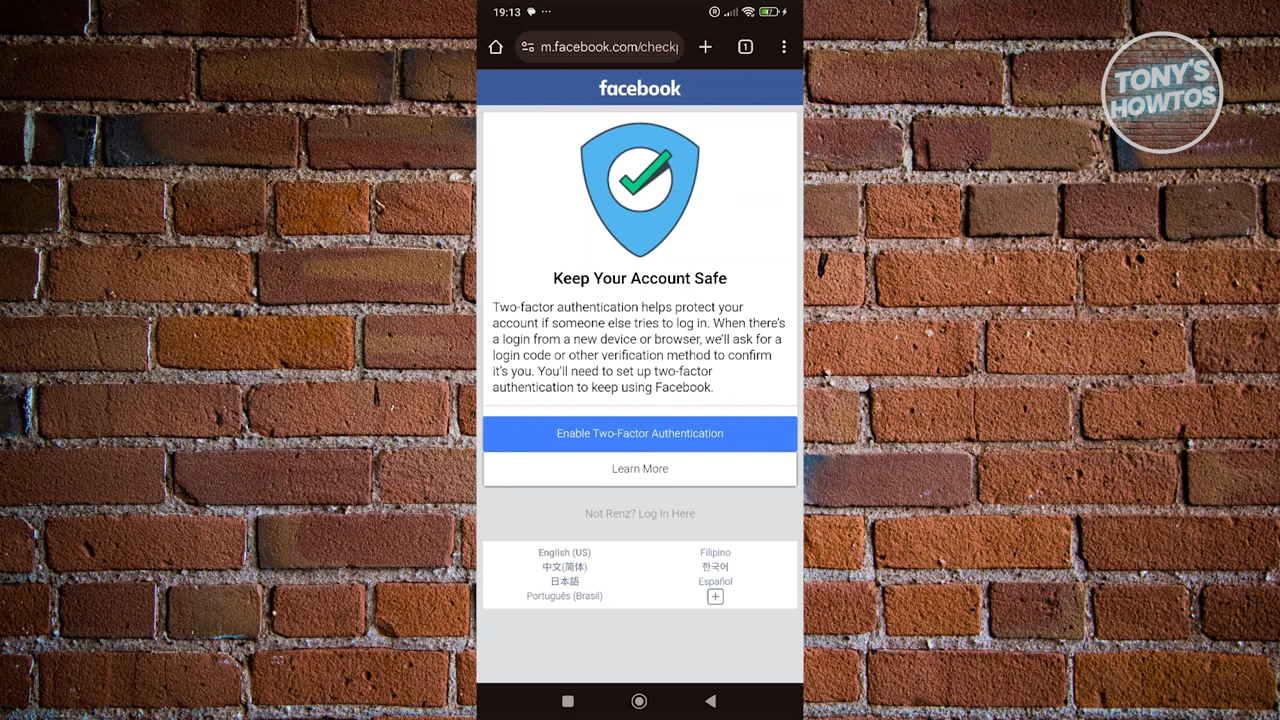 19:13
m.facebook.com/check
1
TONY'S
HOWTOS
facebook
Keep Your Account Safe
Two-factor authentication helps protect your
account if someone else tries to log in. When there's
a login from a new device or browser, we'll ask for a
login code or other verification method to confirm
it's you. You'll need to set up two-factor
authentication to keep using Facebook.
Enable Two-Factor Authentication
Learn More
Not Renz? Log In Here
English (US)
Filipino
中文(简体)
한국어
日本語
Español
Português (Brasil)